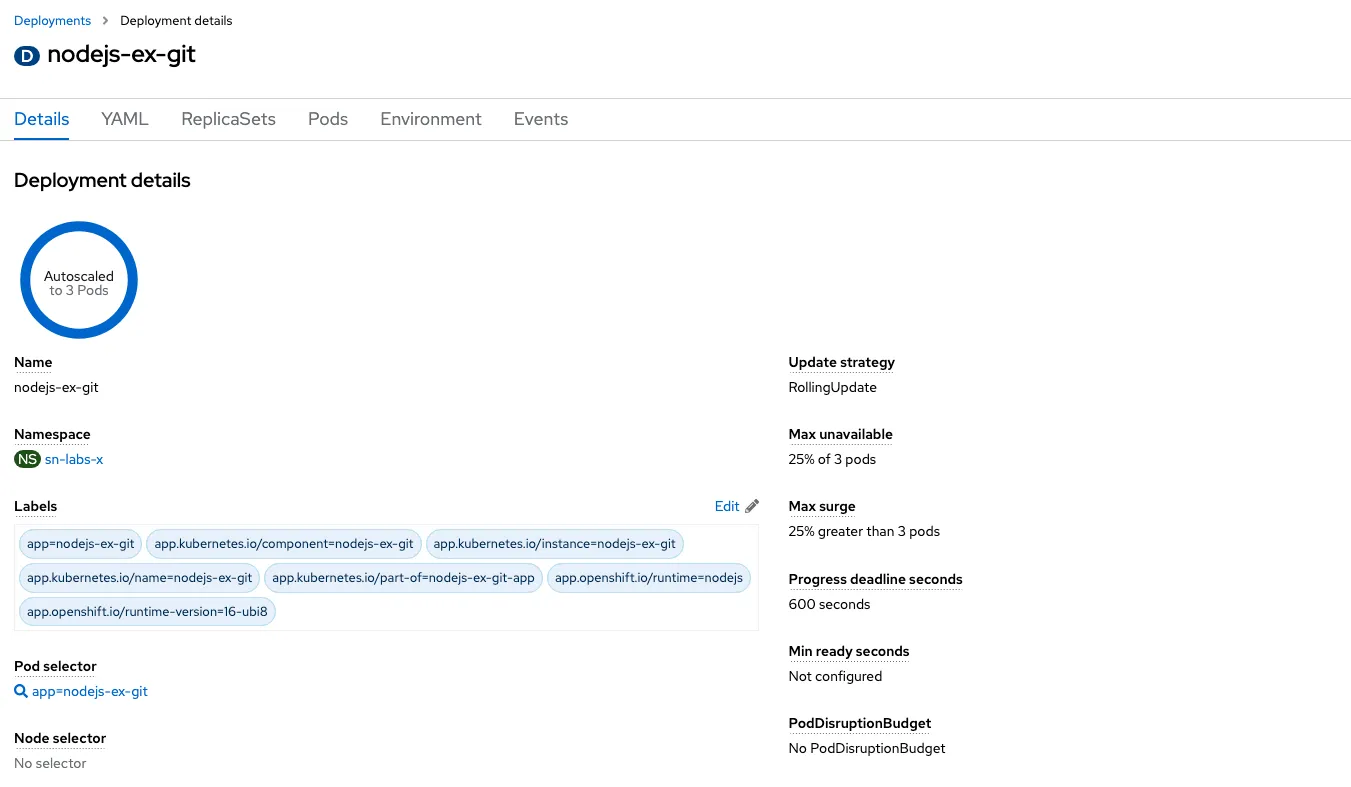 Deployments > Deployment details
D nodejs-ex-git
Details YAML ReplicaSets Pods Environment Events
Deployment details
Autoscaled
to 3 Pods
Name
nodejs-ex-git
Namespace
NS sn-labs-x
Labels
Edit
app=nodejs-ex-git app.kubernetes.io/component=nodejs-ex-git app.kubernetes.io/instance=nodejs-ex-git
app.kubernetes.io/name=nodejs-ex-git app.kubernetes.io/part-of=nodejs-ex-git-app app.openshift.io/runtime=nodejs
app.openshift.io/runtime-version=16-ubi8
Pod selector
app=nodejs-ex-git
Node selector
No selector
Update strategy
RollingUpdate
Max unavailable
25% of 3 pods
Max surge
25% greater than 3 pods
Progress deadline seconds
600 seconds
Min ready seconds
Not configured
PodDisruptionBudget
No PodDisruptionBudget